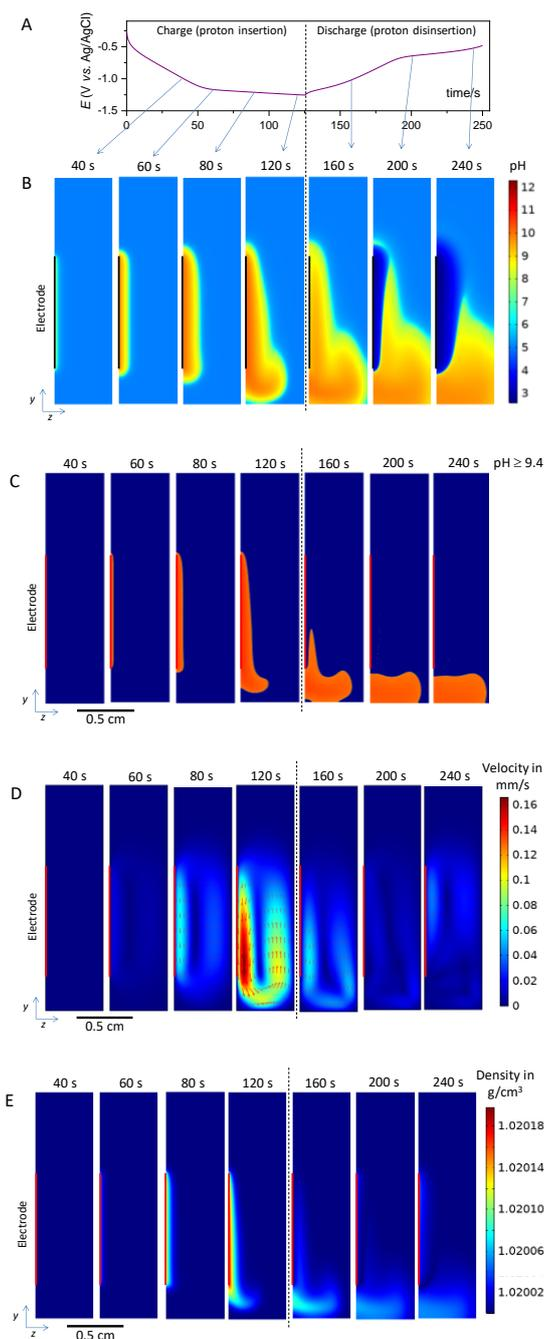 A
E (V vs. Ag/AgCl)
Charge (proton insertion) Discharge (proton disinsertion)
-0.5
-1.0
-1.5
time/s
0 50 100 150 200 250
B
40 s 60 s 80 s 120 s 160 s 200 s 240 s pH
12
11
10
9
8
7
6
5
4
3
Electrode
y
z
C
40 s 60 s 80 s 120 s 160 s 200 s 240 s pH ≥ 9.4
Electrode
y
z
0.5 cm
D
Velocity in
mm/s
40 s 60 s 80 s 120 s 160 s 200 s 240 s
0.16
0.14
0.12
0.1
0.08
0.06
0.04
0.02
0
Electrode
y
z
0.5 cm
E
Density in
g/cm³
40 s 60 s 80 s 120 s 160 s 200 s 240 s
1.02018
1.02014
1.02010
1.02006
1.02002
Electrode
y
z
0.5 cm